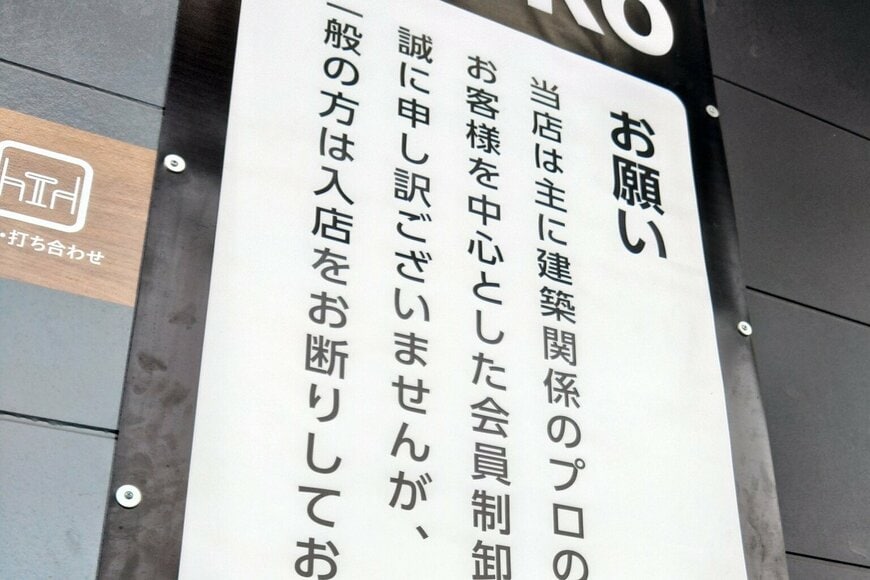 RO
お願い
当店は主に建築関係のプロの
お客様を中心とした会員制卸
誠に申し訳ございませんが、
一般の方は入店をお断りしてお
・打ち合わせ